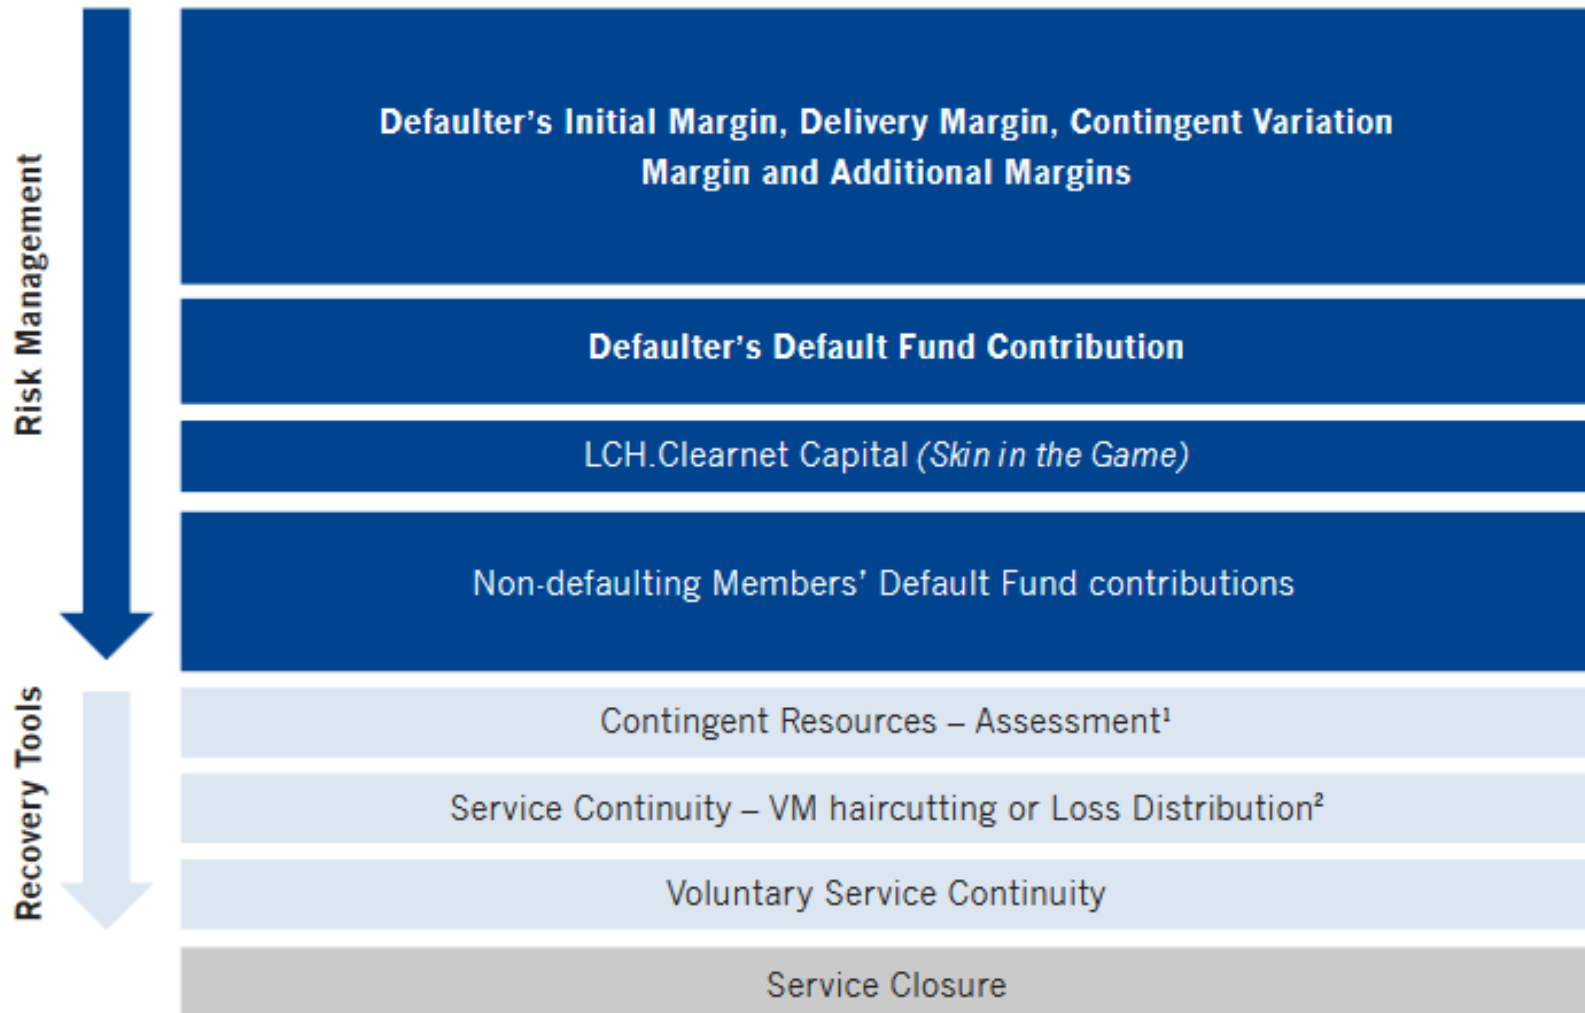 Risk Management
Defaulter’s Initial Margin, Delivery Margin, Contingent Variation
Margin and Additional Margins
Defaulter’s Default Fund Contribution
LCH.Clearnet Capital (Skin in the Game)
Non-defaulting Members’ Default Fund contributions
Recovery Tools
Contingent Resources – Assessment¹
Service Continuity – VM haircutting or Loss Distribution²
Voluntary Service Continuity
Service Closure